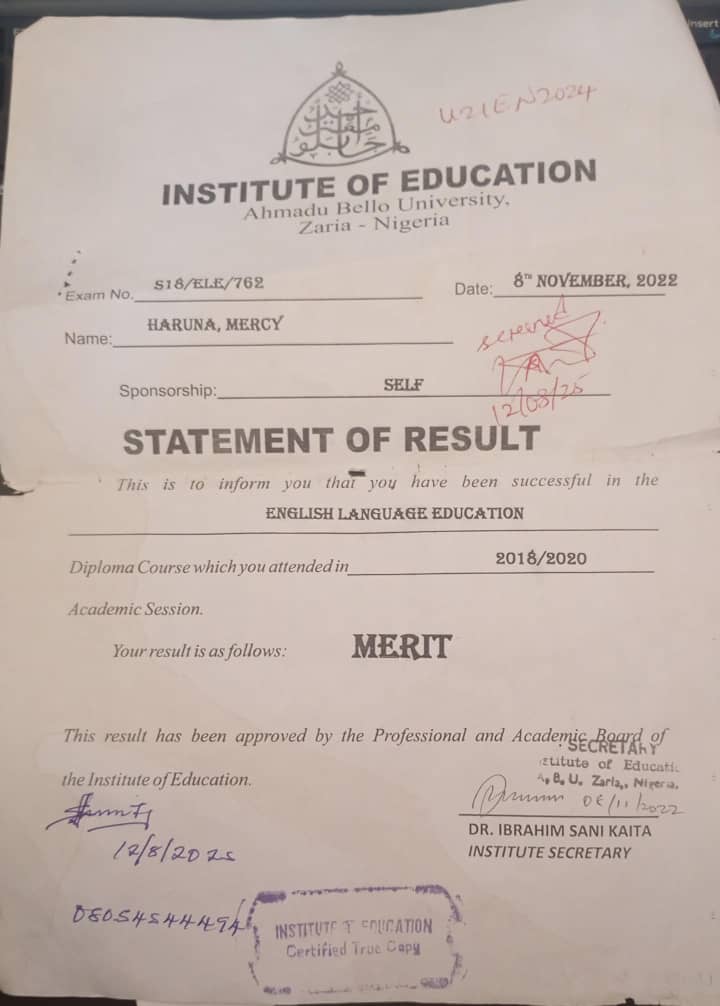 Insert
U21EN2024
INSTITUTE OF EDUCATION
Ahmadu Bello University,
Zaria - Nigeria
Exam No. S18/ELE/762 Date: 8TH NOVEMBER, 2022
Name: HARUNA, MERCY
screened
Sponsorship: SELF
12/08/25
STATEMENT OF RESULT
This is to inform you that you have been successful in the
ENGLISH LANGUAGE EDUCATION
Diploma Course which you attended in 2018/2020
Academic Session.
Your result is as follows: MERIT
This result has been approved by the Professional and Academic Board of
the Institute of Education.
SECRETARY
stitute of Educati
A. B. U. Zaria,, Nigeria.
08/11/2022
DR. IBRAHIM SANI KAITA
INSTITUTE SECRETARY
12/8/2025
08054544494
INSTITUTE F EDUCATION
Certified True Copy